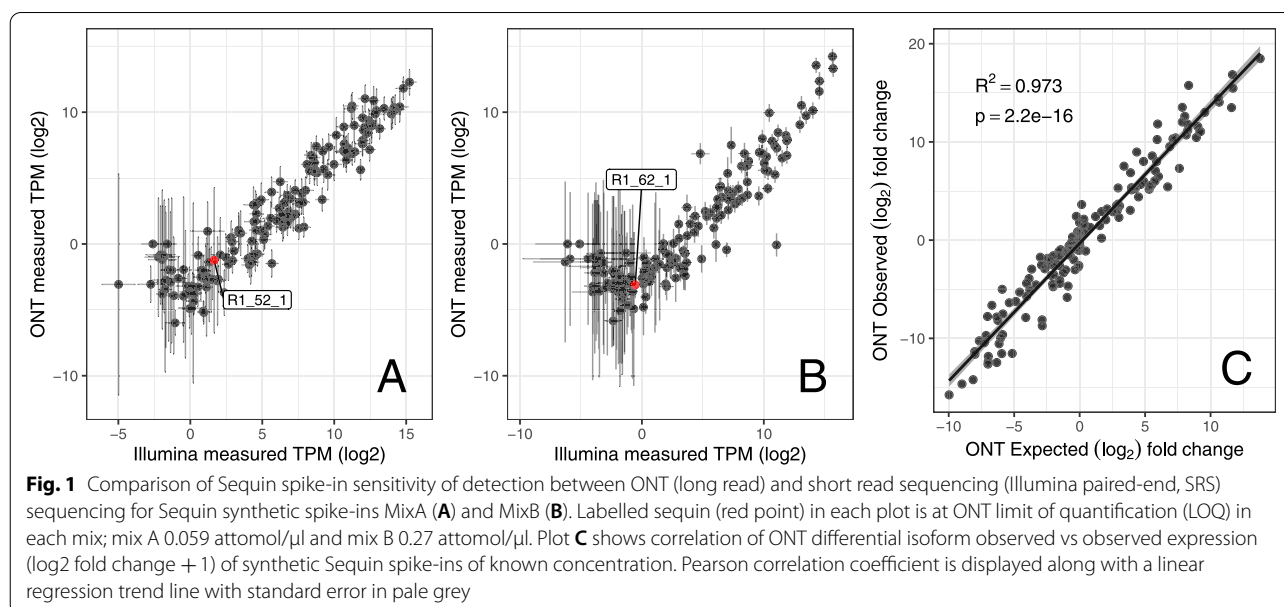 ONT measured TPM (log2)
10
0
−10
R1_52_1
A
−5
0
5
10
15
Illumina measured TPM (log2)
ONT measured TPM (log2)
10
0
−10
R1_62_1
B
−10
0
10
Illumina measured TPM (log2)
ONT Observed (log2) fold change
20
10
0
−10
R2 = 0.973
p = 2.2e−16
C
−10
−5
0
5
10
ONT Expected (log2) fold change
Fig. 1 Comparison of Sequin spike-in sensitivity of detection between ONT (long read) and short read sequencing (Illumina paired-end, SRS)
sequencing for Sequin synthetic spike-ins MixA (A) and MixB (B). Labelled sequin (red point) in each plot is at ONT limit of quantification (LOQ) in
each mix; mix A 0.059 attomol/µl and mix B 0.27 attomol/µl. Plot C shows correlation of ONT differential isoform observed vs observed expression
(log2 fold change + 1) of synthetic Sequin spike-ins of known concentration. Pearson correlation coefficient is displayed along with a linear
regression trend line with standard error in pale grey